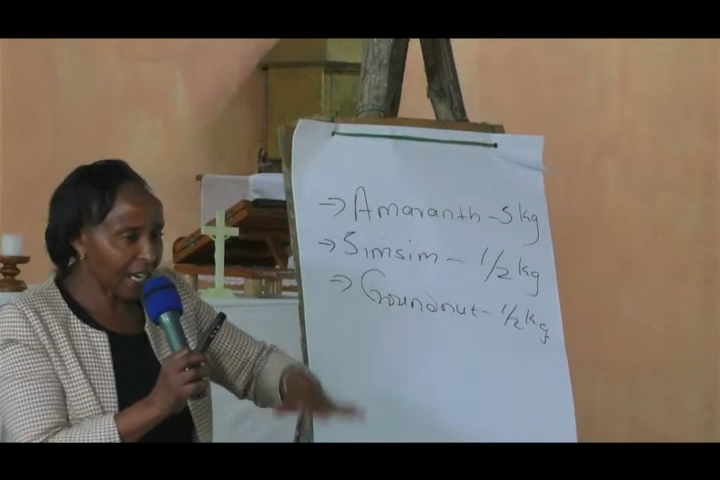 → Amaranth - 5kg
→ Simsim - 1/2 kg
→ Groundnut - 1/2 kg